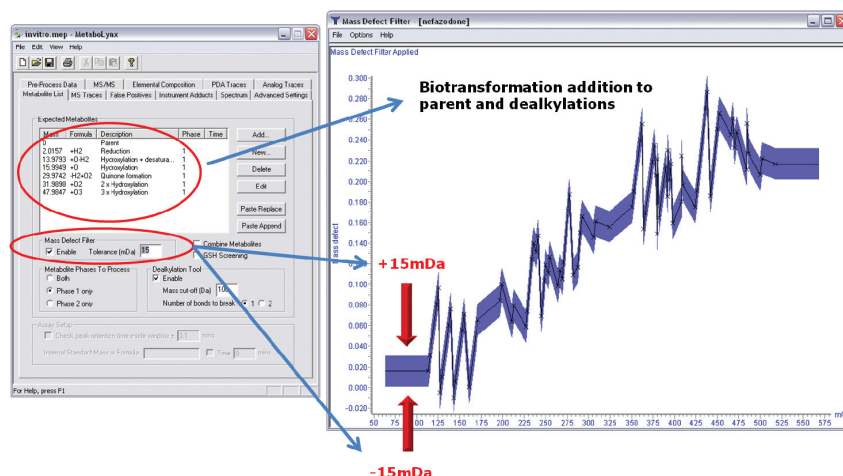 invitro.mep - MetaboLynx
File Edit View Help
Pre-Process Data MS/MS Elemental Composition PDA Traces Analog Traces
Metabolite List MS Traces False Positives Instrument Adducts Spectrum Advanced Settings
Expected Metabolites
Mass Formula Description Phase Time
0 Parent
2.0157 +H2 Reduction 1
13.9793 +O-H2 Hydroxylation + desatura... 1
15.9949 +O Hydroxylation 1
29.9742 -H2+O2 Quinone formation 1
31.9898 +O2 2 x Hydroxylation 1
47.9847 +O3 3 x Hydroxylation 1
Add...
New...
Delete
Edit
Paste Replace
Paste Append
Mass Defect Filter
Enable Tolerance (mDa) 15
Combine Metabolites
GSH Screening
Metabolite Phases To Process
Both
Phase 1 only
Phase 2 only
Dealkylation Tool
Enable
Mass cut-off (Da)
Number of bonds to break 1 2
Assay Setup
Check peak retention time inside window ± mins
Internal Standard Mass or Formula Time 0 mins
For Help, press F1
Mass Defect Filter - [nefazodone]
File Options Help
Mass Defect Filter Applied
Biotransformation addition to
parent and dealkylations
Mass defect
0.300
0.280
0.260
0.240
0.220
0.200
0.180
0.160
0.140
0.120
0.100
0.080
0.060
0.040
0.020
0.000
-0.020
+15mDa
50 75 100 125 150 175 200 225 250 275 300 325 350 375 400 425 450 475 500 525 550 575
-15mDa